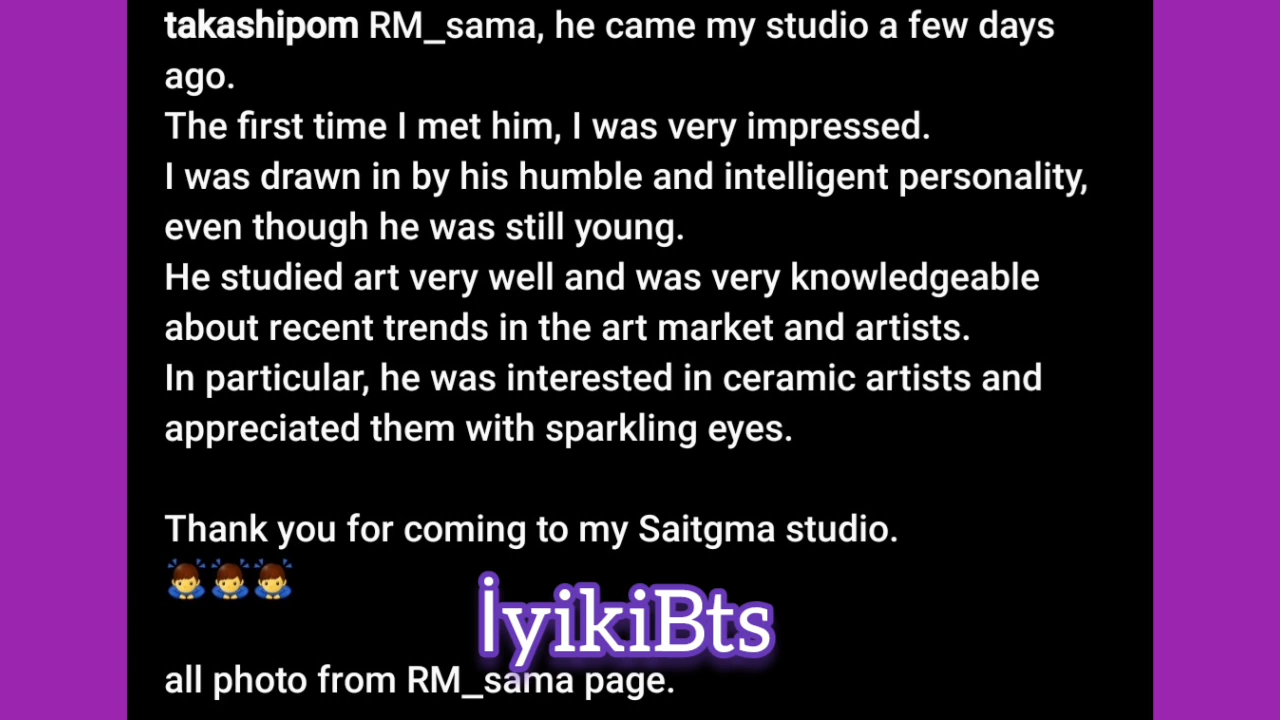 takashipom RM_sama, he came my studio a few days
ago.
The first time I met him, I was very impressed.
I was drawn in by his humble and intelligent personality,
even though he was still young.
He studied art very well and was very knowledgeable
about recent trends in the art market and artists.
In particular, he was interested in ceramic artists and
appreciated them with sparkling eyes.
Thank you for coming to my Saitgma studio.
🙇‍♂️🙇‍♂️🙇‍♂️
İyikiBts
all photo from RM_sama page.